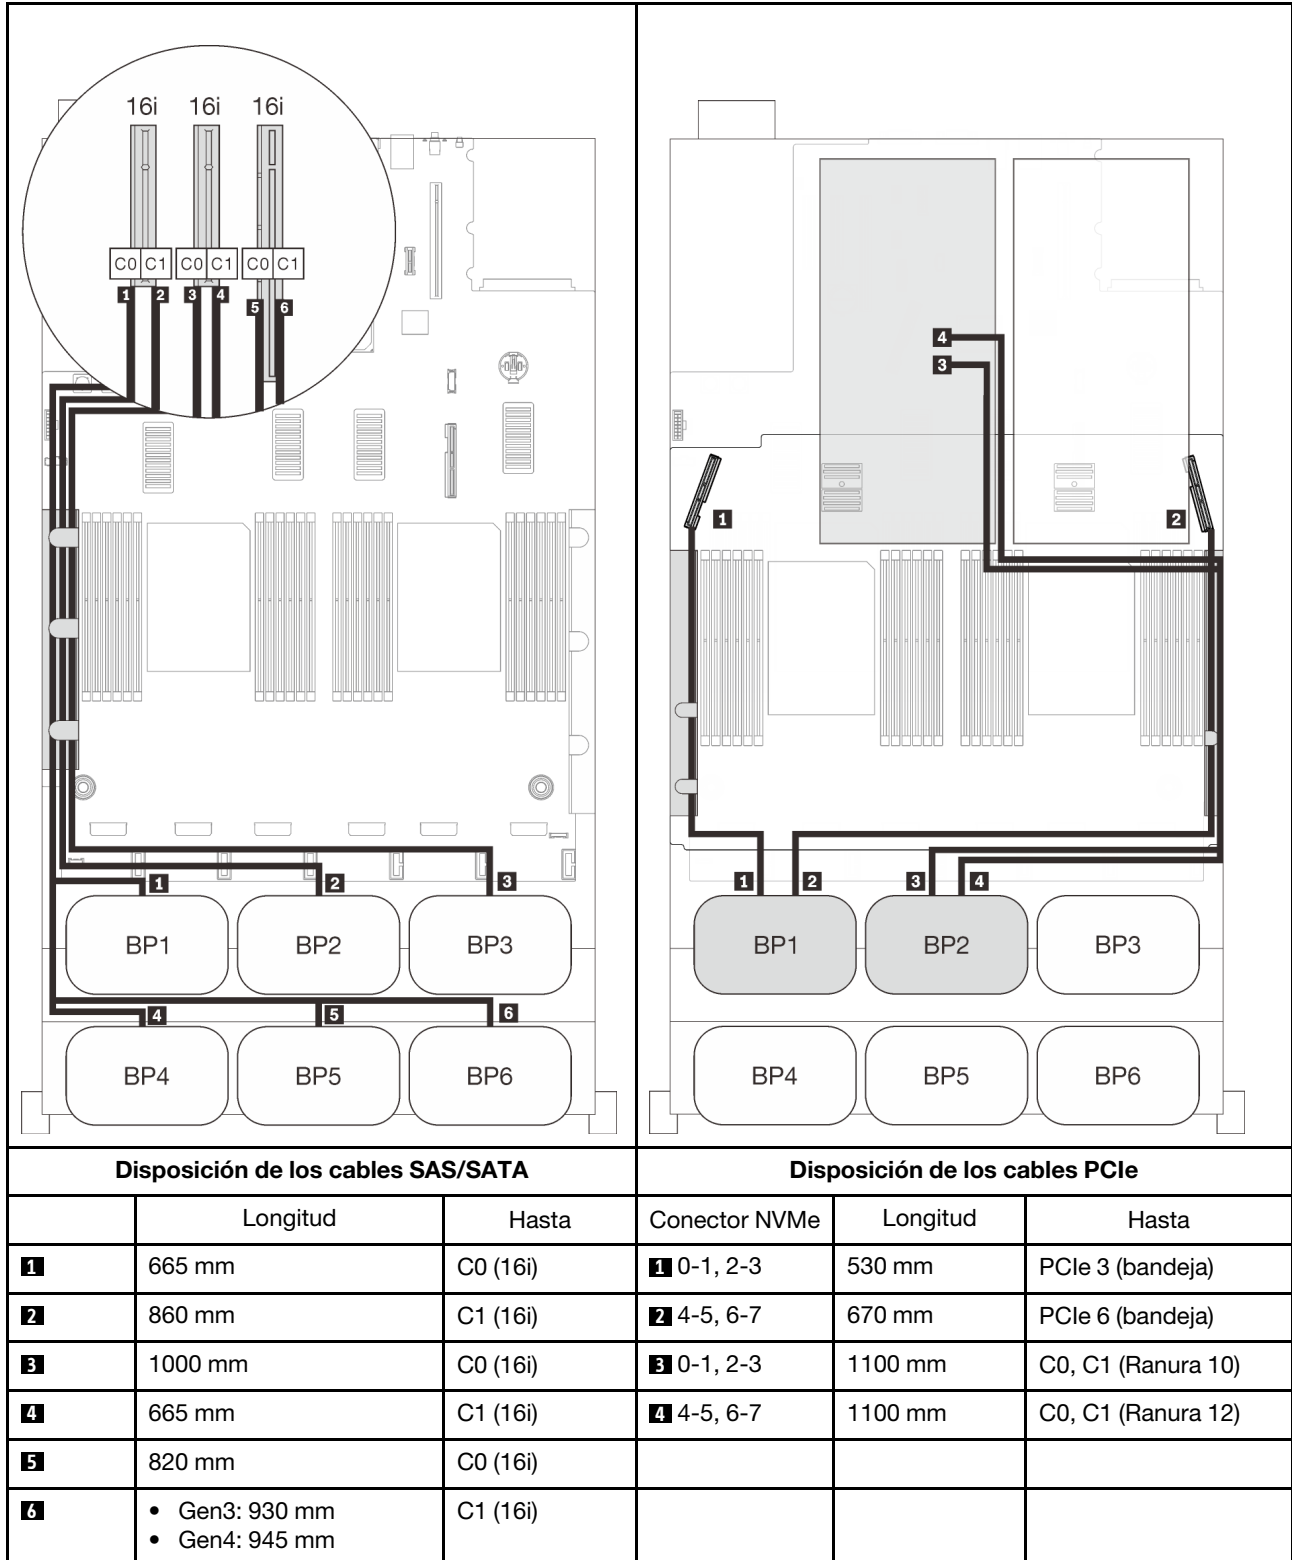 16i 16i 16i
C0 C1 C0 C1 C0 C1
1 2 3 4 5 6
1 2 3
BP1 BP2 BP3
4 5 6
BP4 BP5 BP6
4
3
1 2
1 2 3 4
BP1 BP2 BP3
BP4 BP5 BP6
Disposición de los cables SAS/SATA Disposición de los cables PCIe
Longitud Hasta Conector NVMe Longitud Hasta
1 665 mm C0 (16i) 1 0-1, 2-3 530 mm PCIe 3 (bandeja)
2 860 mm C1 (16i) 2 4-5, 6-7 670 mm PCIe 6 (bandeja)
3 1000 mm C0 (16i) 3 0-1, 2-3 1100 mm C0, C1 (Ranura 10)
4 665 mm C1 (16i) 4 4-5, 6-7 1100 mm C0, C1 (Ranura 12)
5 820 mm C0 (16i)
6 • Gen3: 930 mm C1 (16i)
• Gen4: 945 mm